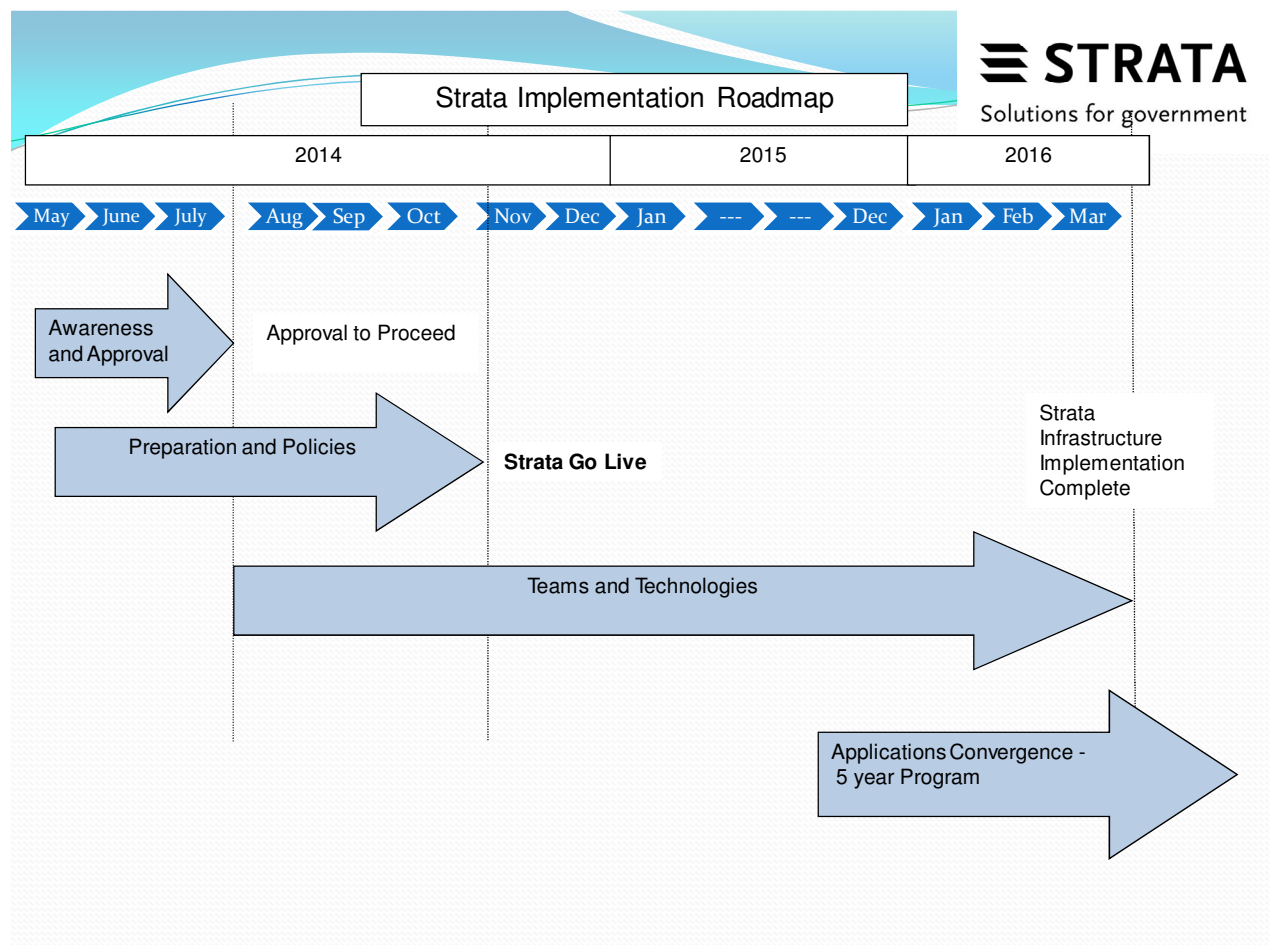 STRATA
Solutions for government
Strata Implementation Roadmap
2014 2015 2016
May June July Aug Sep Oct Nov Dec Jan --- --- Dec Jan Feb Mar
Awareness
and Approval
Approval to Proceed
Preparation and Policies
Strata Go Live
Strata
Infrastructure
Implementation
Complete
Teams and Technologies
Applications Convergence -
5 year Program